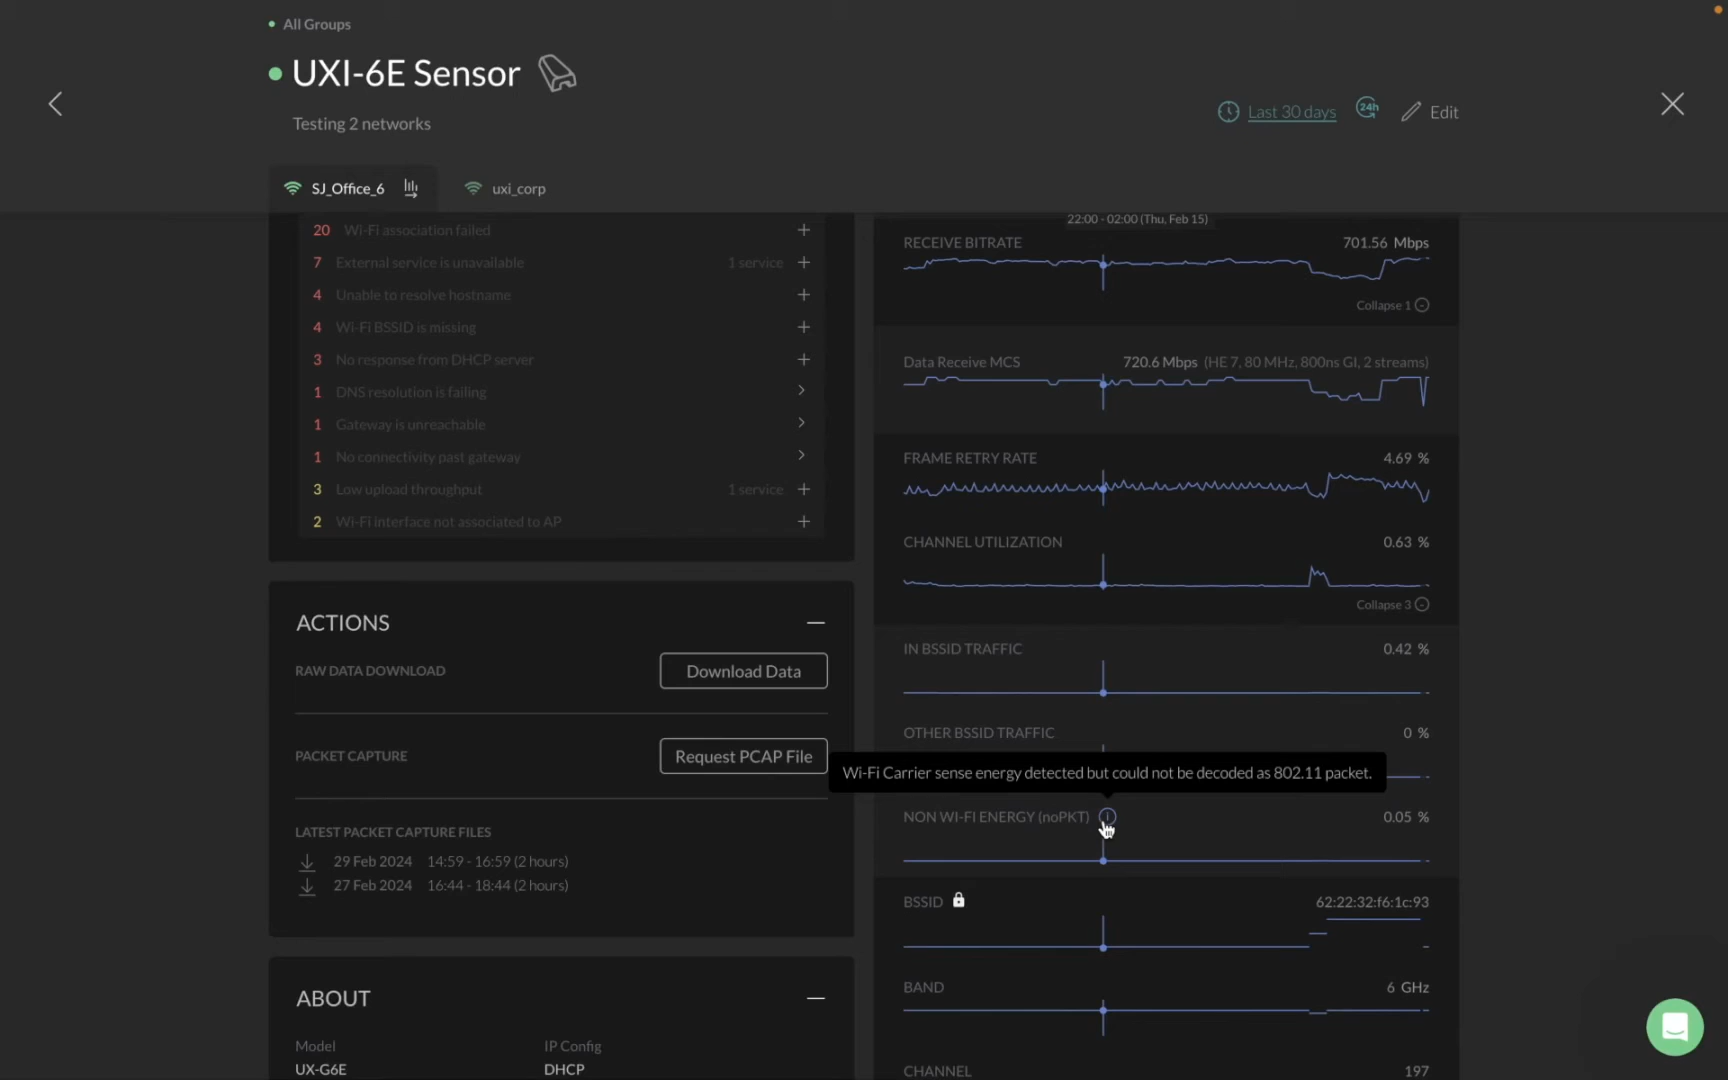 All Groups
UXI-6E Sensor
Testing 2 networks
Last 30 days
24h
Edit
SJ_Office_6
uxi_corp
20 Wi-Fi association failed
7 External service is unavailable 1 service
4 Unable to resolve hostname
4 Wi-Fi BSSID is missing
3 No response from DHCP server
1 DNS resolution is failing
1 Gateway is unreachable
1 No connectivity past gateway
3 Low upload throughput 1 service
2 Wi-Fi interface not associated to AP
ACTIONS
RAW DATA DOWNLOAD Download Data
PACKET CAPTURE Request PCAP File
LATEST PACKET CAPTURE FILES
29 Feb 2024 14:59 - 16:59 (2 hours)
27 Feb 2024 16:44 - 18:44 (2 hours)
ABOUT
Model IP Config
UX-G6E DHCP
22:00 - 02:00 (Thu, Feb 15)
RECEIVE BITRATE 701.56 Mbps
Collapse 1
Data Receive MCS 720.6 Mbps (HE 7, 80 MHz, 800ns GI, 2 streams)
FRAME RETRY RATE 4.69 %
CHANNEL UTILIZATION 0.63 %
Collapse 3
IN BSSID TRAFFIC 0.42 %
OTHER BSSID TRAFFIC 0 %
Wi-Fi Carrier sense energy detected but could not be decoded as 802.11 packet.
NON WI-FI ENERGY (noPKT) 0.05 %
BSSID 62:22:32:f6:1c:93
BAND 6 GHz
CHANNEL 197